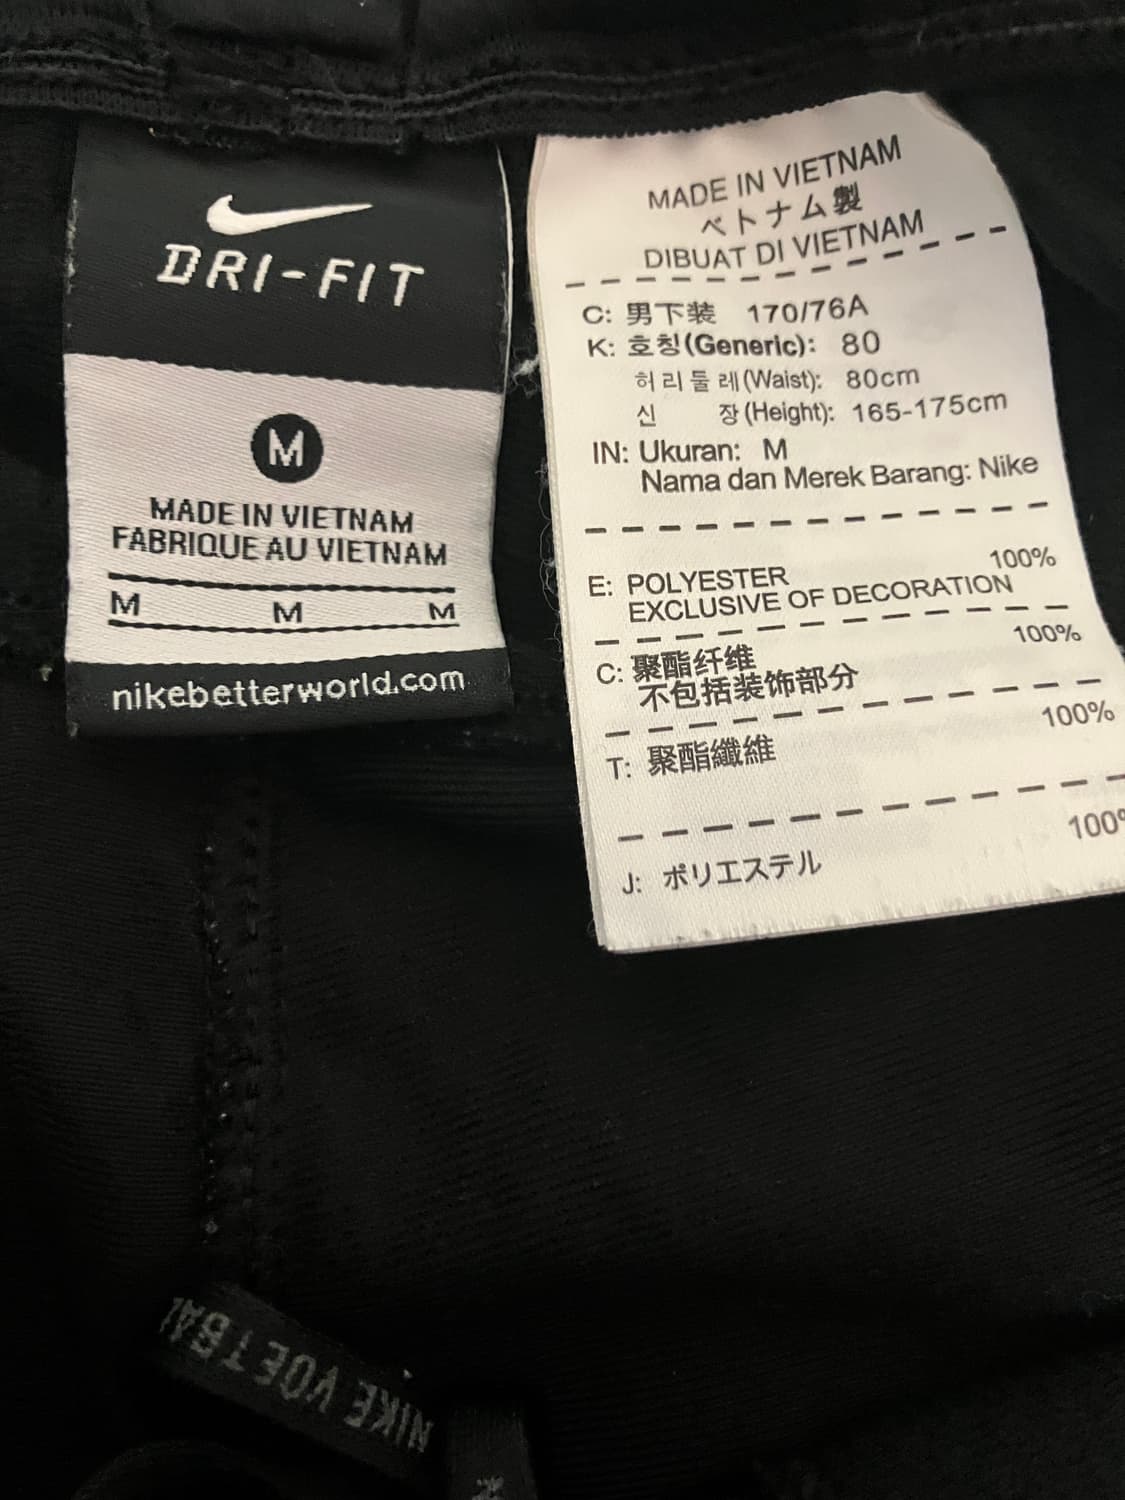 DRI-FIT
M
MADE IN VIETNAM
FABRIQUE AU VIETNAM
M M M
nikebetterworld.com
MADE IN VIETNAM
ベトナム製
DIBUAT DI VIETNAM
C: 男下装 170/76A
K: 호칭(Generic): 80
허리둘레(Waist): 80cm
신 장(Height): 165-175cm
IN: Ukuran: M
Nama dan Merek Barang: Nike
100%
E: POLYESTER
EXCLUSIVE OF DECORATION
100%
C: 聚酯纤维
不包括装饰部分
100%
T: 聚酯纖維
100%
J: ポリエステル
NIKE VOETBAL